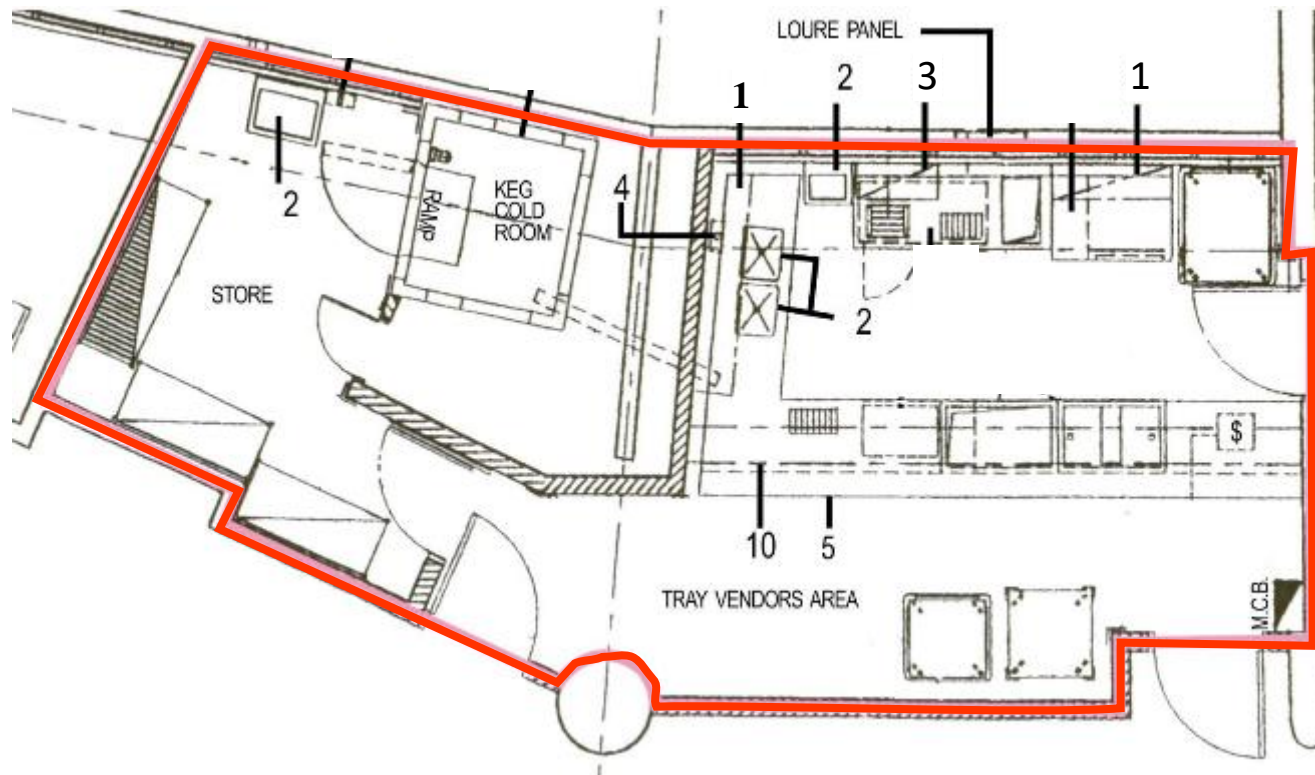 LOURE PANEL
1
2
3
1
2
RAMP
KEG
COLD
ROOM
4
STORE
2
$
10
5
TRAY VENDORS AREA
M.C.B.